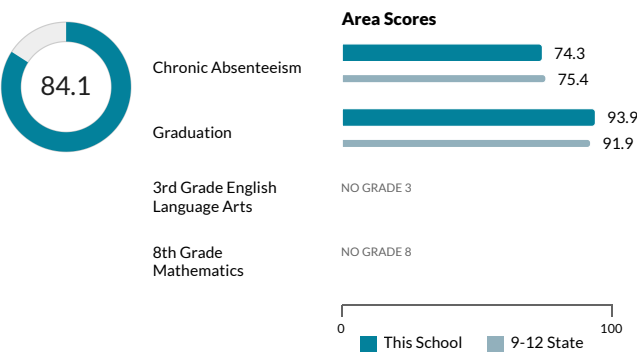 Area Scores
84.1
Chronic Absenteeism
74.3
75.4
Graduation
93.9
91.9
3rd Grade English
Language Arts
NO GRADE 3
8th Grade
Mathematics
NO GRADE 8
0
100
This School
9-12 State